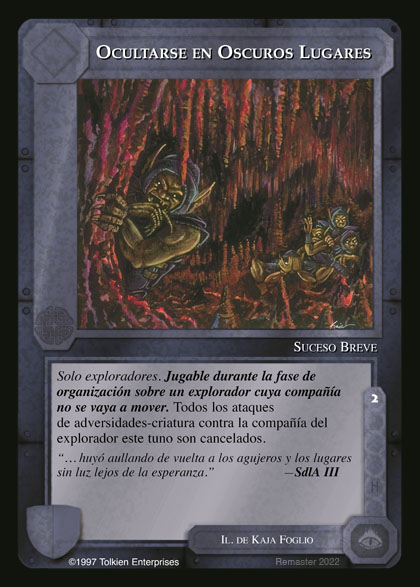 Ocultarse en Oscuros Lugares
Suceso Breve
Solo exploradores. Jugable durante la fase de
organización sobre un explorador cuya compañía
no se vaya a mover. Todos los ataques
de adversidades-criatura contra la compañía del
explorador este tuno son cancelados.
“… huyó aullando de vuelta a los agujeros y los lugares
sin luz lejos de la esperanza.” —SdlA III
2
H
Il. de Kaja Foglio
©1997 Tolkien Enterprises
Remaster 2022